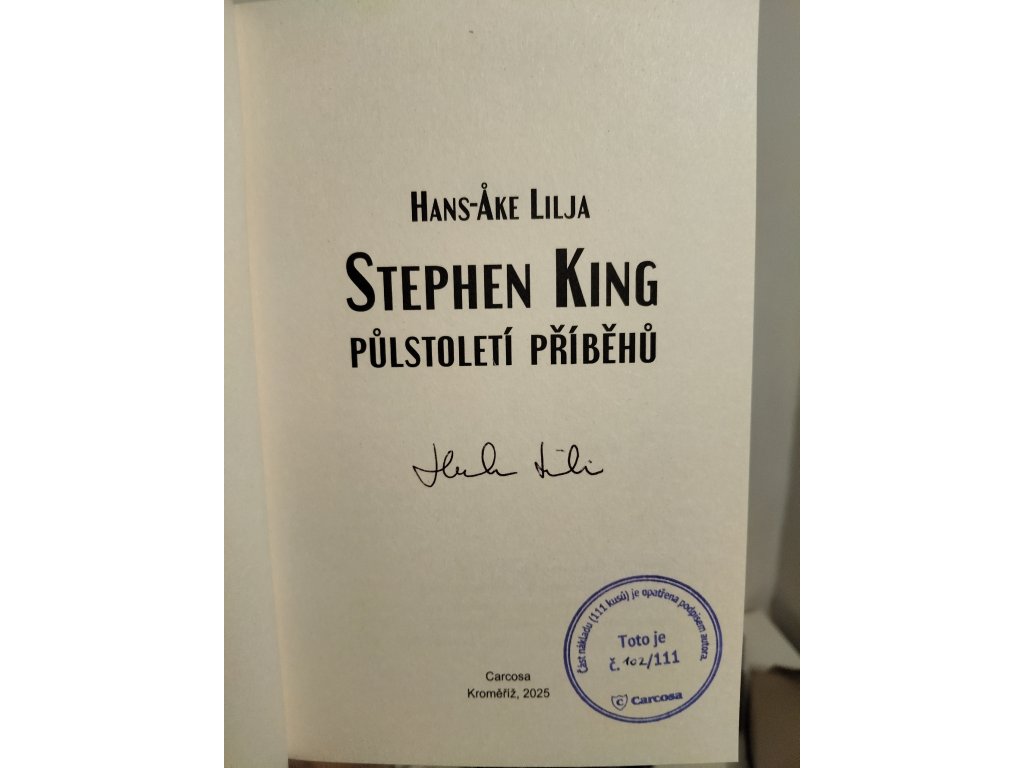 Hans-Åke Lilja
Stephen King
půlstoletí příběhů
Carcosa
Kroměříž, 2025
Část nákladu (111 kusů) je opatřena podpisem autora.
Toto je
č. 102/111
C Carcosa